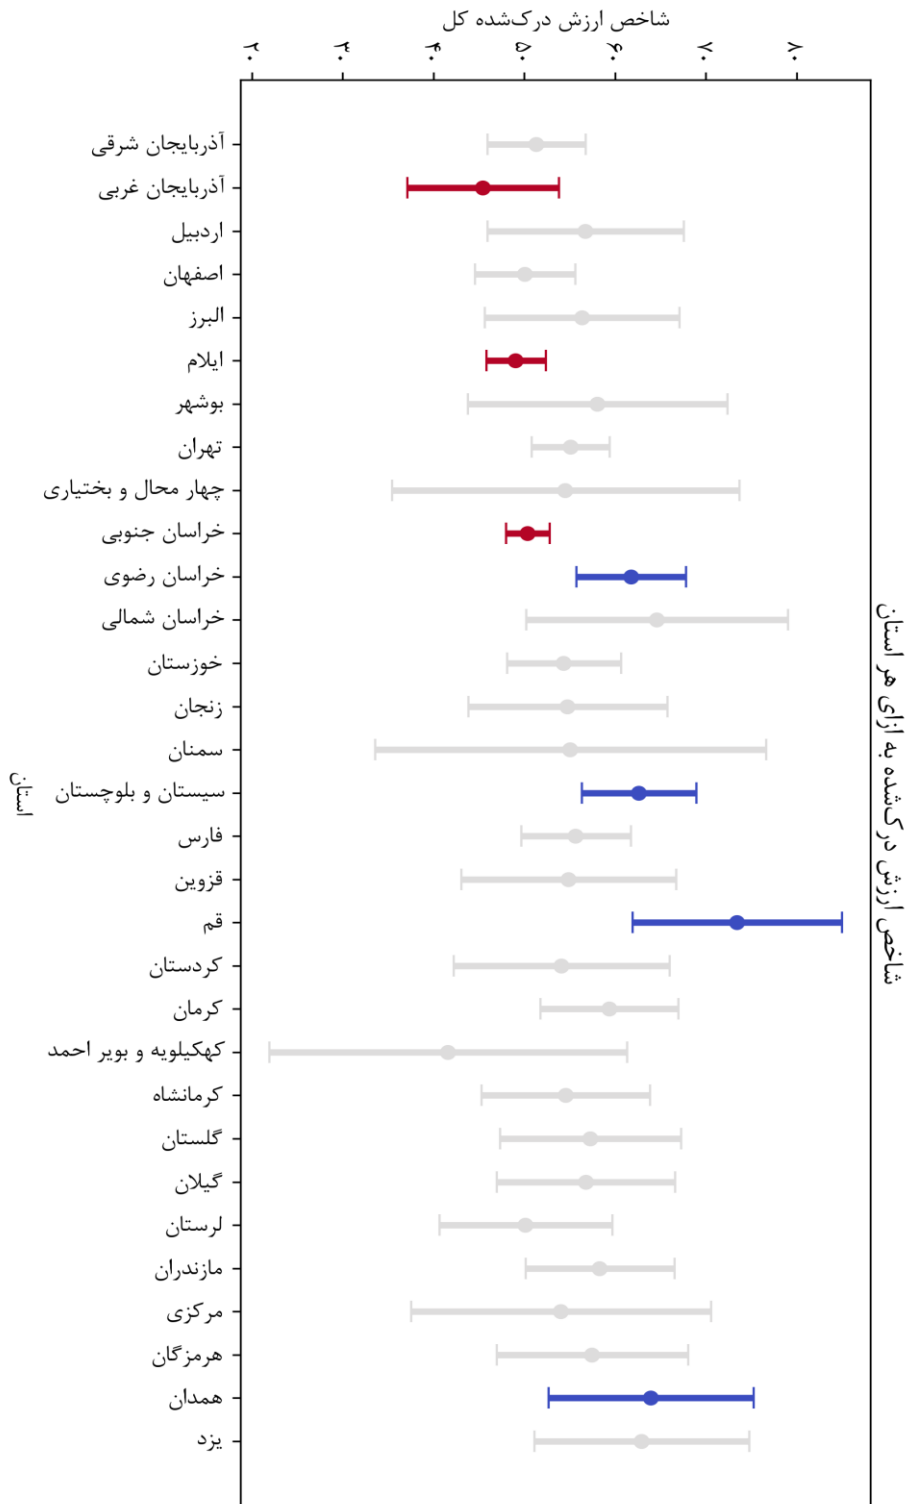 شاخص ارزش درک‌شده کل
۲۰
۳۰
۴۰
۵۰
۶۰
۷۰
۸۰
آذربایجان شرقی
آذربایجان غربی
اردبیل
اصفهان
البرز
ایلام
بوشهر
تهران
چهار محال و بختیاری
خراسان جنوبی
خراسان رضوی
خراسان شمالی
خوزستان
زنجان
سمنان
سیستان و بلوچستان
فارس
قزوین
قم
کردستان
کرمان
کهکیلویه و بویر احمد
کرمانشاه
گلستان
گیلان
لرستان
مازندران
مرکزی
هرمزگان
همدان
یزد
استان
شاخص ارزش درک‌شده به ازای هر استان